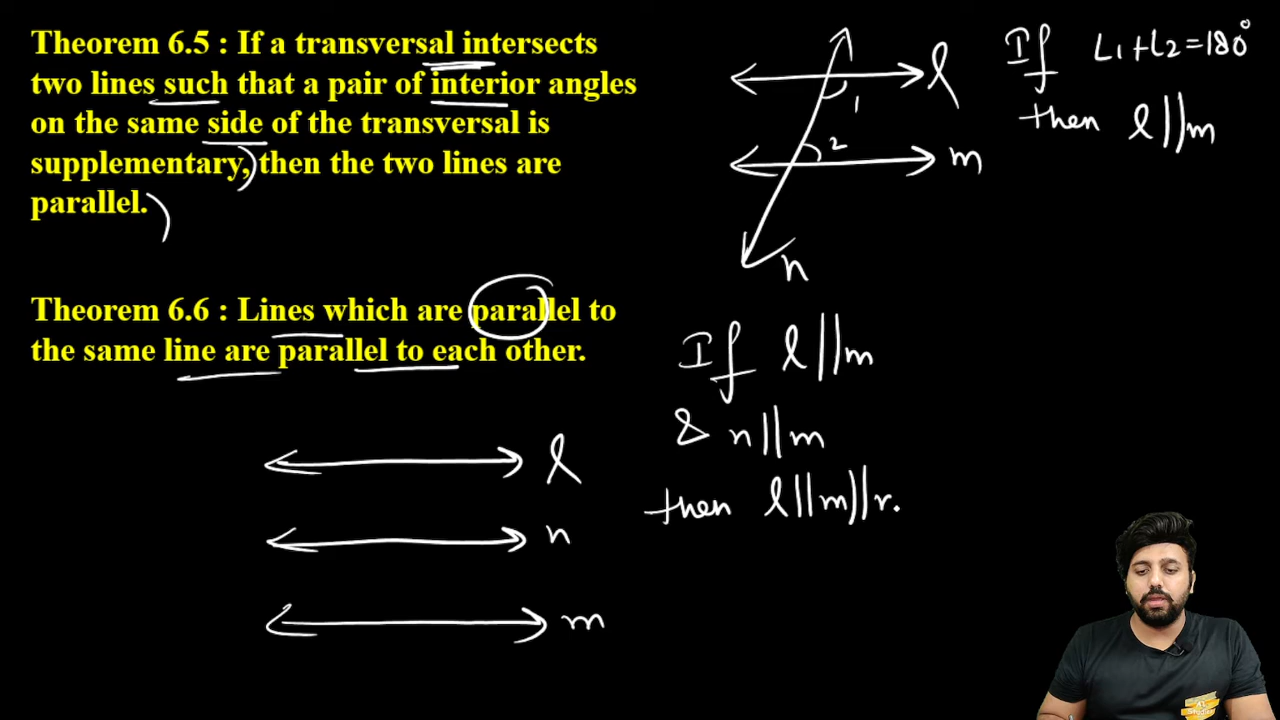 Theorem 6.5 : If a transversal intersects
two lines such that a pair of interior angles
on the same side of the transversal is
supplementary, then the two lines are
parallel.
l
1
2
m
n
If ∠1+∠2=180°
then l||m
Theorem 6.6 : Lines which are parallel to
the same line are parallel to each other.
If l||m
& n||m
then l||m||r.
l
n
m